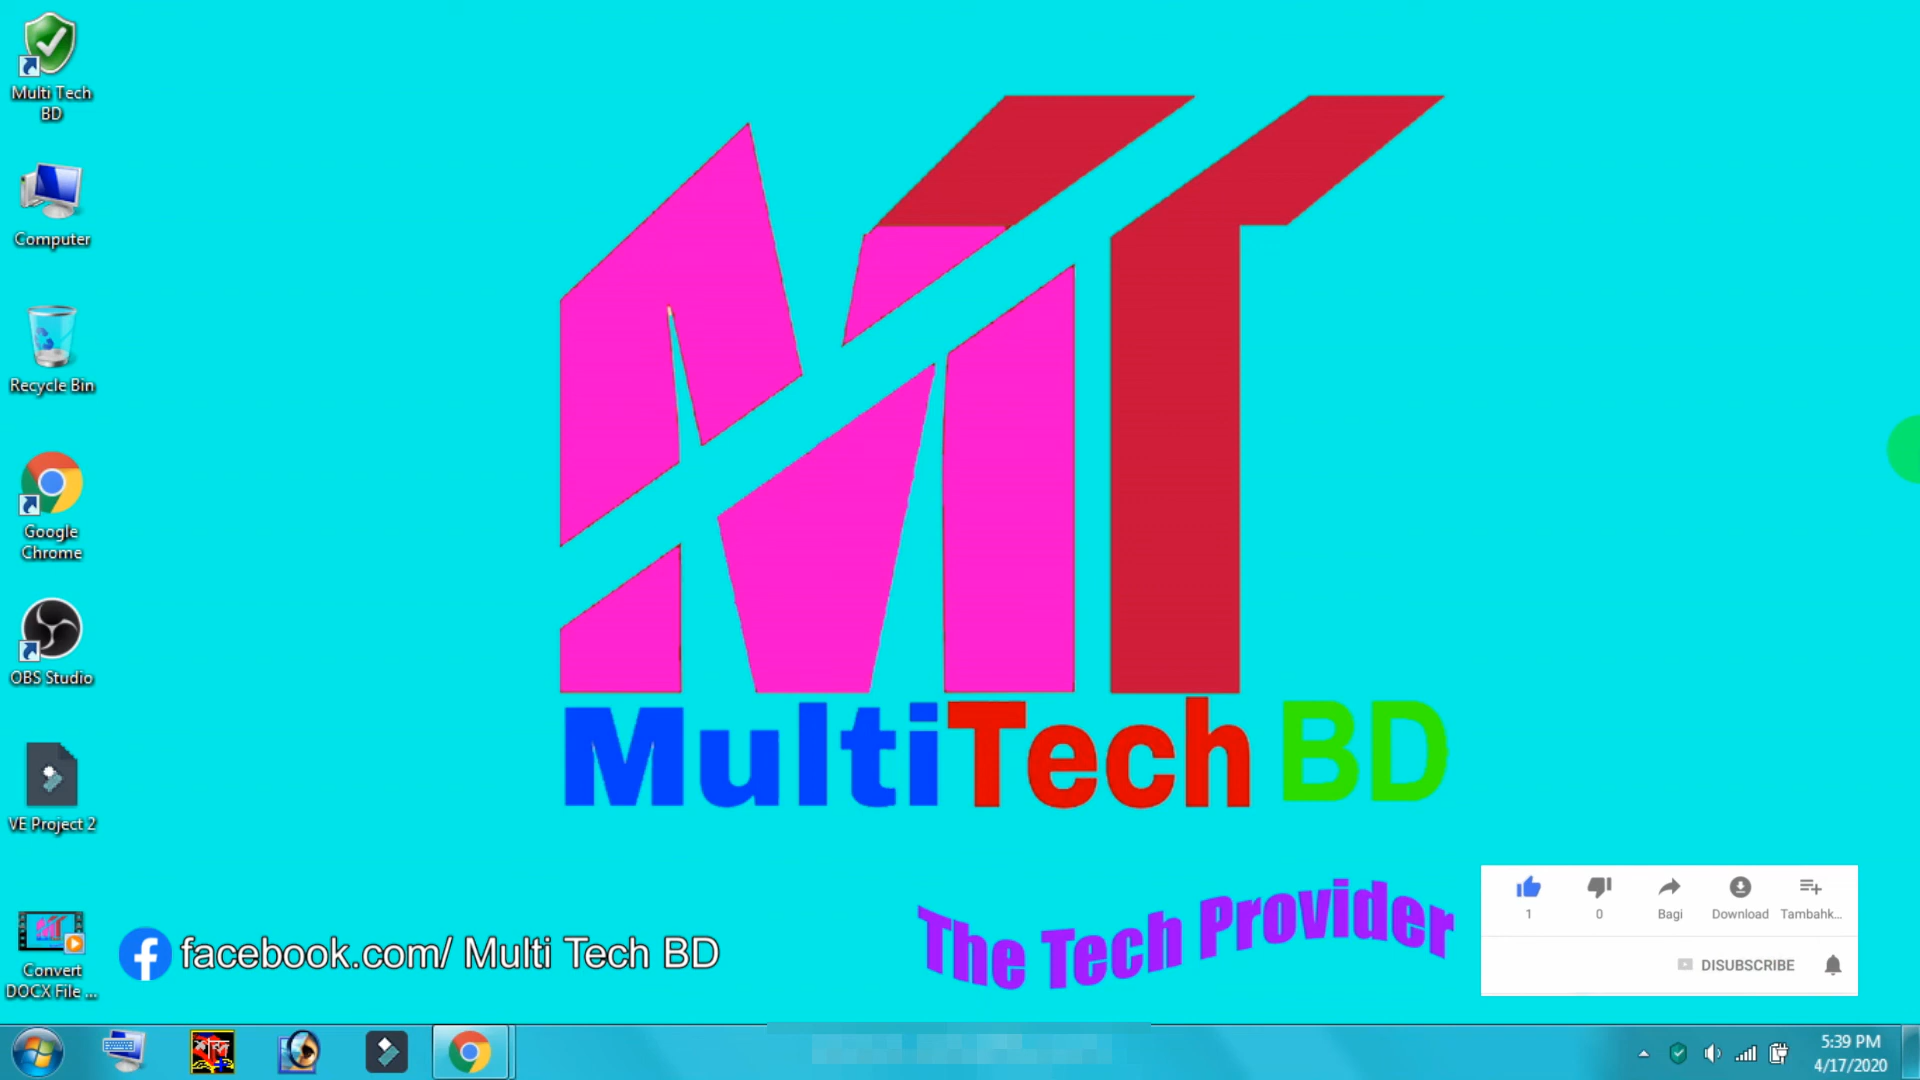 Multi Tech
BD
Computer
Recycle Bin
Google
Chrome
OBS Studio
VE Project 2
Convert
DOCX File ...
MT
MultiTech BD
The Tech Provider
facebook.com/ Multi Tech BD
1
0
Bagi
Download
Tambahk...
DISUBSCRIBE
5:39 PM
4/17/2020